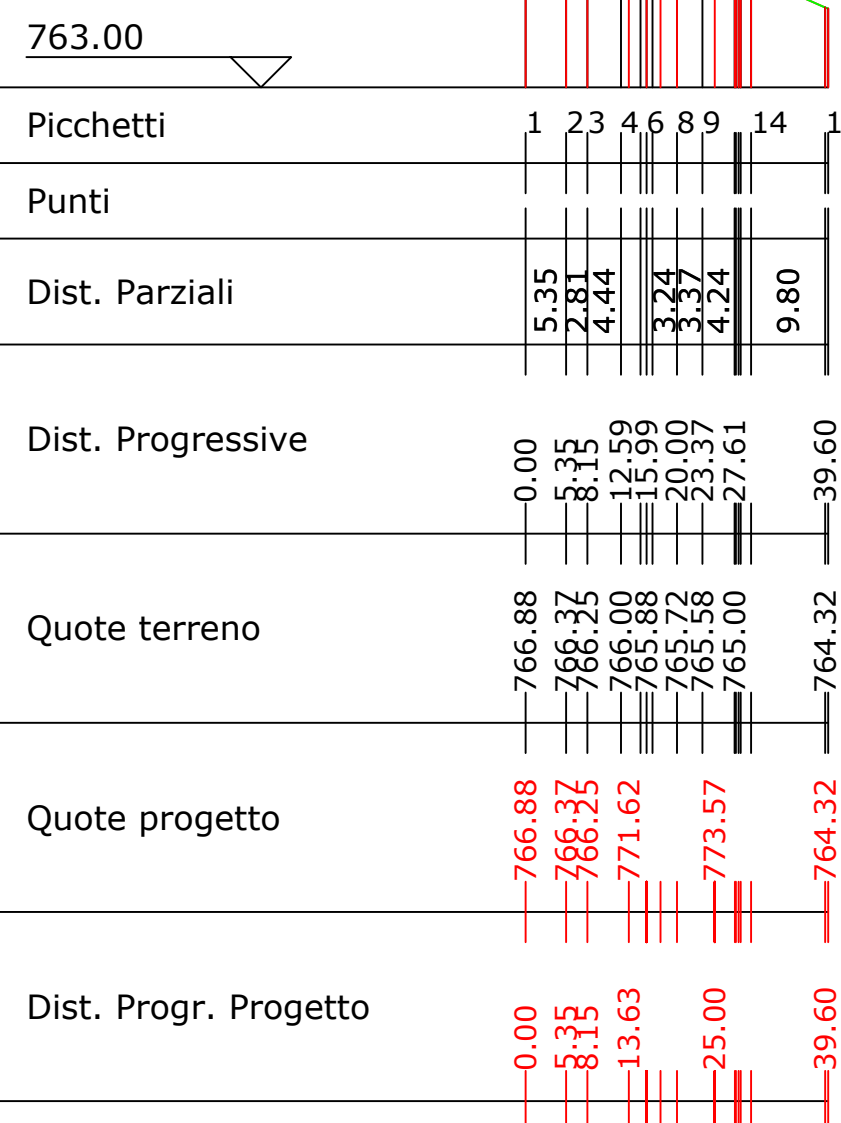 763.00
Picchetti 1 2 3 4 6 8 9 14 1
Punti
Dist. Parziali 5.35 2.81 4.44 3.24 3.37 4.24 9.80
Dist. Progressive 0.00 5.35 8.15 12.59 15.99 20.00 23.37 27.61 39.60
Quote terreno 766.88 766.37 766.25 766.00 765.88 765.72 765.58 765.00 764.32
Quote progetto 766.88 766.37 766.25 771.62 773.57 764.32
Dist. Progr. Progetto 0.00 5.35 8.15 13.63 25.00 39.60